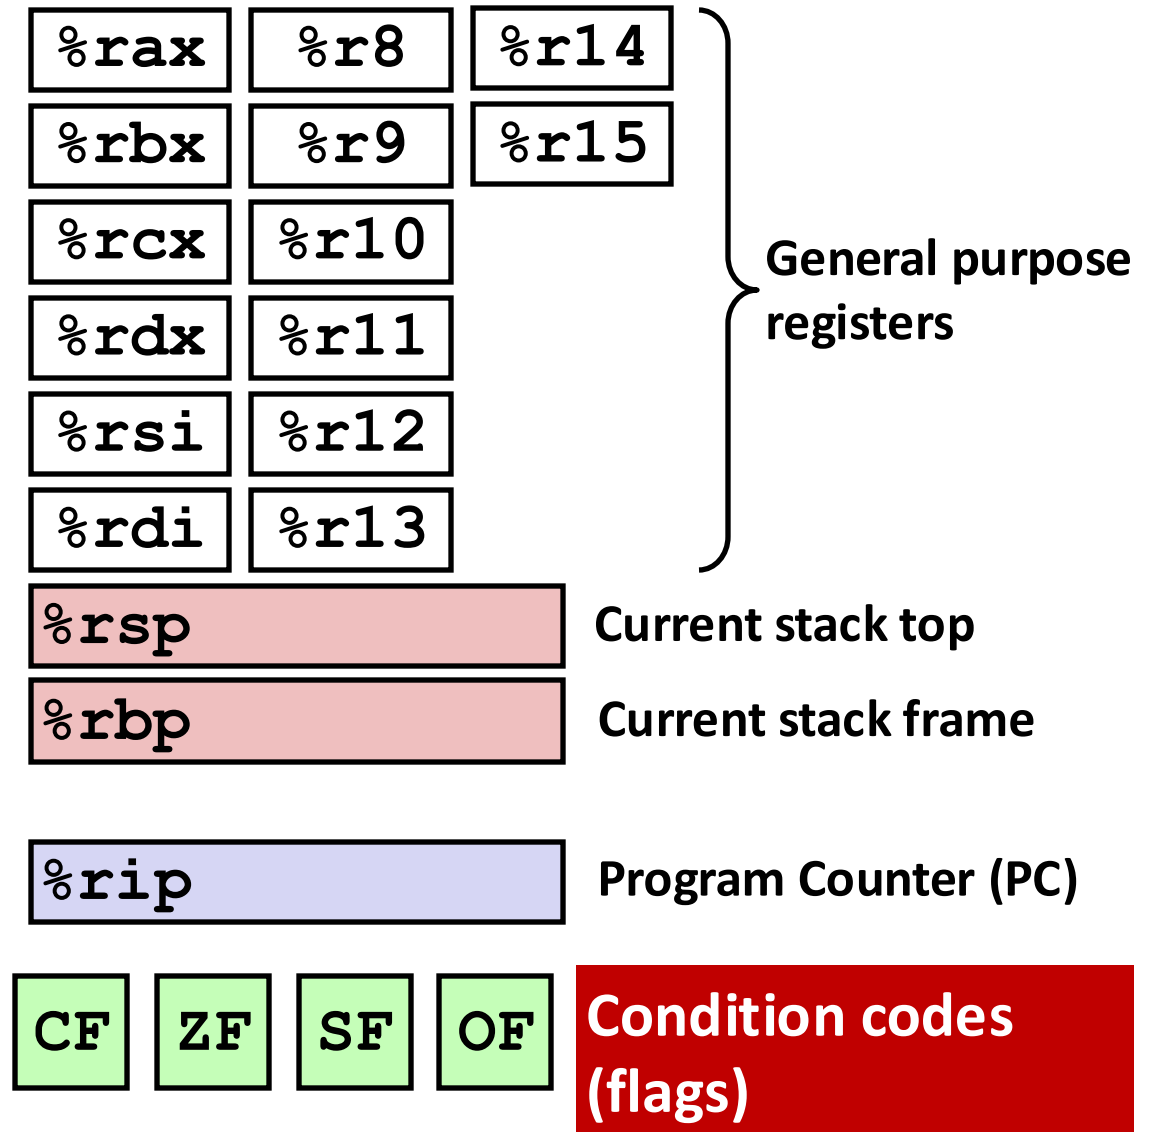 %rax %r8 %r14
%rbx %r9 %r15
%rcx %r10
%rdx %r11
%rsi %r12
%rdi %r13
General purpose
registers
%rsp Current stack top
%rbp Current stack frame
%rip Program Counter (PC)
CF ZF SF OF
Condition codes
(flags)